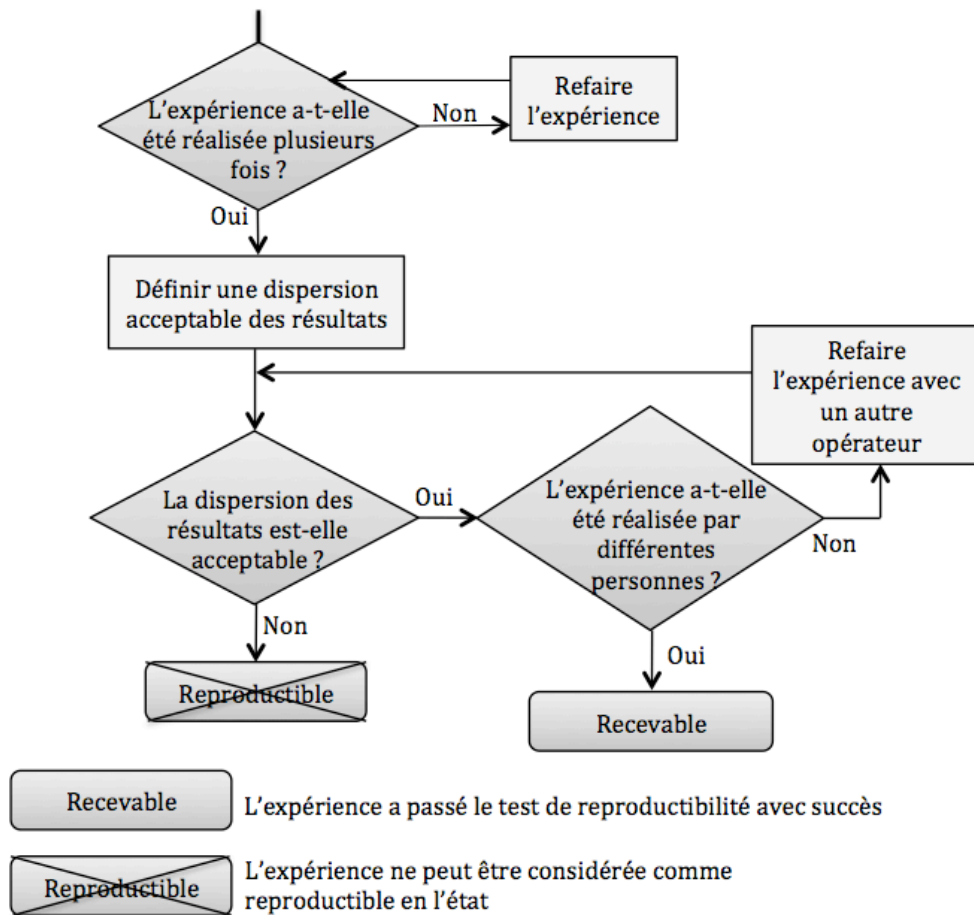 L'expérience a-t-elle
été réalisée plusieurs
fois ?
Non
Refaire
l'expérience
Oui
Définir une dispersion
acceptable des résultats
Refaire
l'expérience avec
un autre
opérateur
La dispersion des
résultats est-elle
acceptable ?
Oui
L'expérience a-t-elle
été réalisée par
différentes
personnes ?
Non
Non
Reproductible
Oui
Recevable
Recevable
L'expérience a passé le test de reproductibilité avec succès
Reproductible
L'expérience ne peut être considérée comme
reproductible en l'état